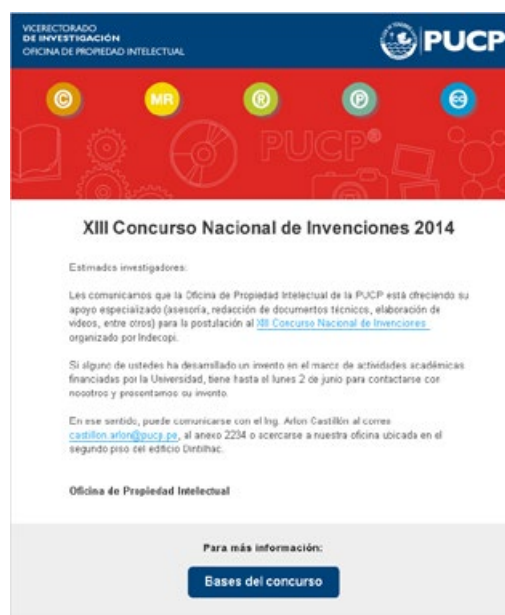 VICERECTORADO
DE INVESTIGACIÓN
OFICINA DE PROPIEDAD INTELECTUAL
PUCP
© MR ® ℗ cc
PUCP®
XIII Concurso Nacional de Invenciones 2014
Estimados investigadores:
Les comunicamos que la Oficina de Propiedad Intelectual de la PUCP está ofreciendo su
apoyo especializado (asesoría, redacción de documentos técnicos, elaboración de
videos, entre otros) para la postulación al XIII Concurso Nacional de Invenciones
organizado por Indecopi.
Si alguno de ustedes ha desarrollado un invento en el marco de actividades académicas
financiadas por la Universidad, tiene hasta el lunes 2 de junio para contactarse con
nosotros y presentarnos su invento.
En ese sentido, puede comunicarse con el Ing. Arlon Castillón al correo
castillon.arlon@pucp.pe, al anexo 2234 o acercarse a nuestra oficina ubicada en el
segundo piso del edificio Dintilhac.
Oficina de Propiedad Intelectual
Para más información:
Bases del concurso